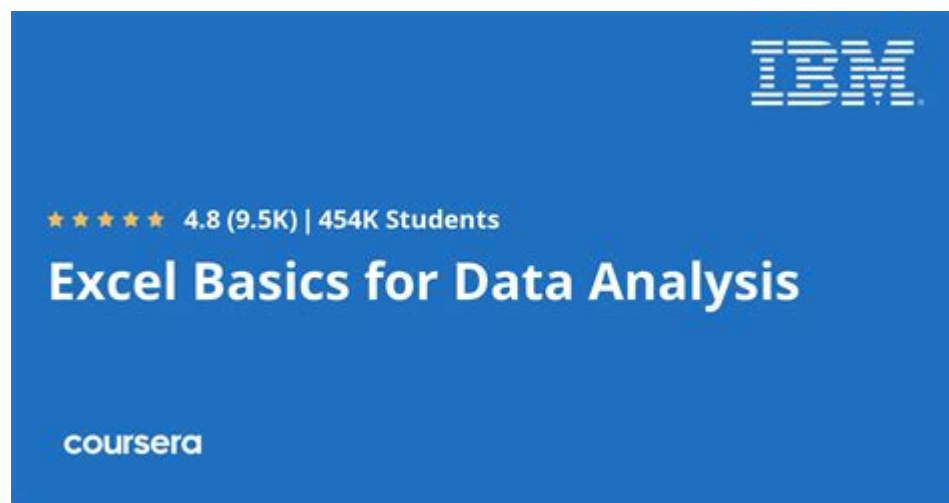 IBM
4.8 (9.5K) | 454K Students
Excel Basics for Data Analysis
coursera